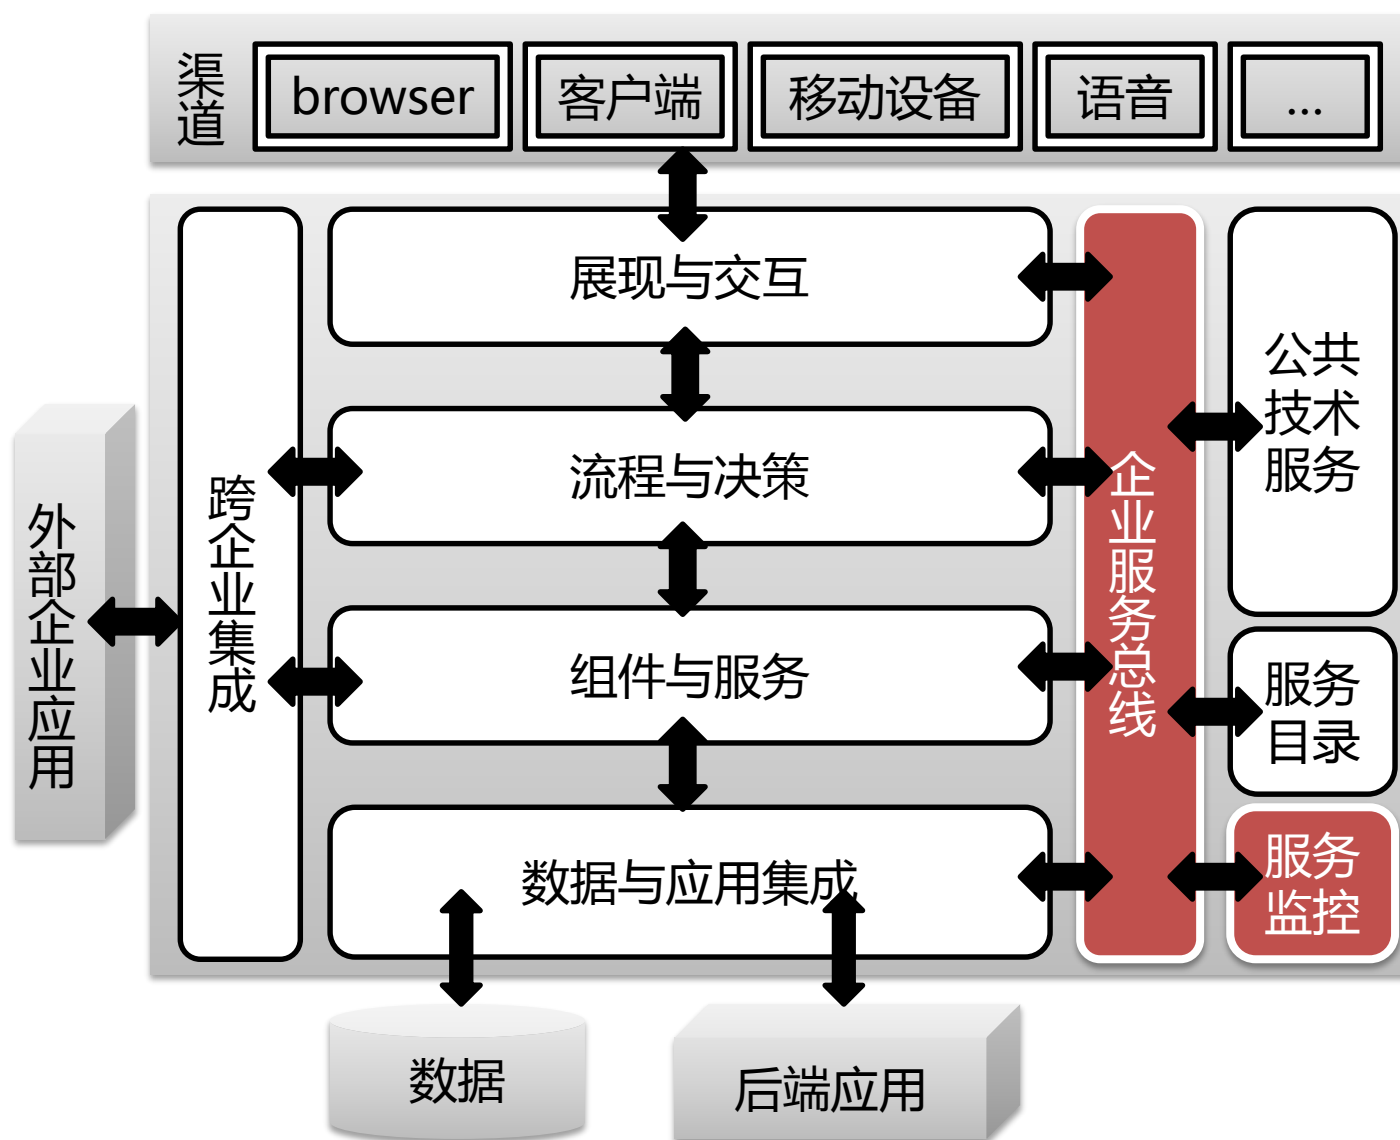 渠道
browser
客户端
移动设备
语音
...
展现与交互
流程与决策
组件与服务
数据与应用集成
跨企业集成
外部企业应用
企业服务总线
公共
技术
服务
服务
目录
服务
监控
数据
后端应用